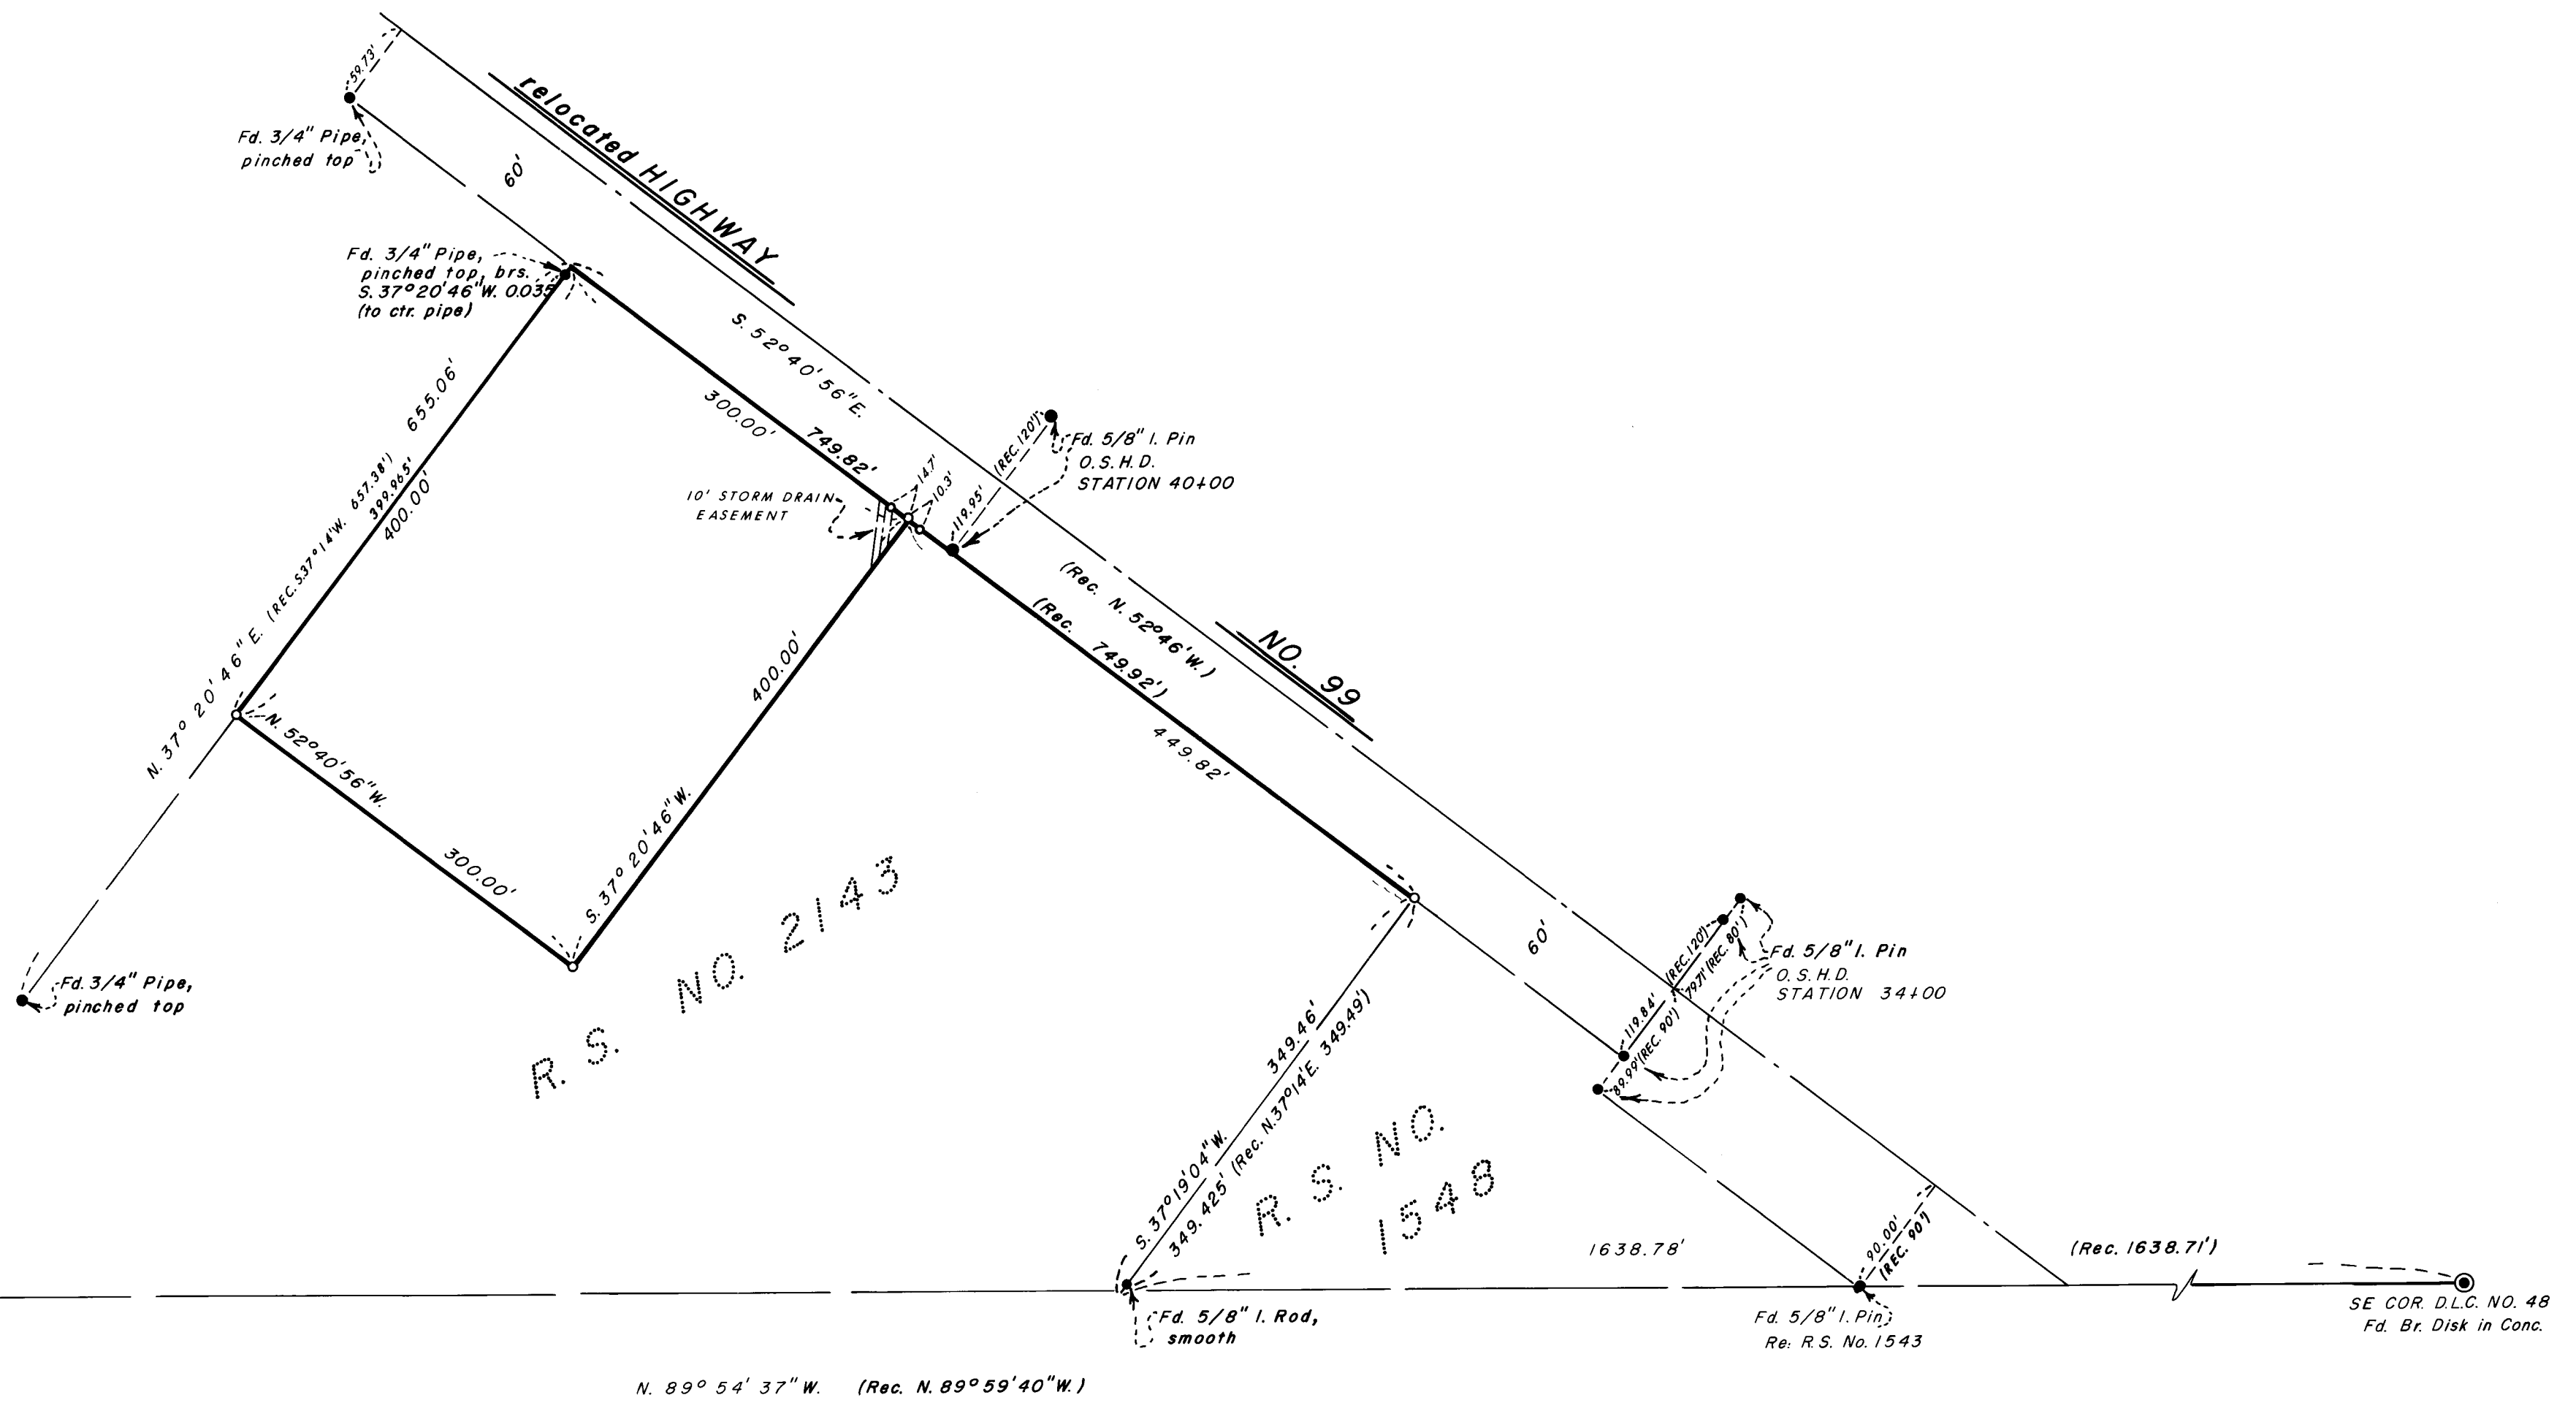 59.73'
relocated HIGHWAY
Fd. 3/4" Pipe,
pinched top
60'
Fd. 3/4" Pipe,
pinched top, brs.
S. 37° 20' 46" W. 0.035
(to ctr. pipe)
S. 52° 40' 56" E.
300.00'
749.82'
655.06'
(REC. S. 37° 14' W. 657.38')
399.965'
400.00'
N. 37° 20' 46" E.
14.7'
10.3'
10' STORM DRAIN
EASEMENT
119.95'
(REC. 120')
Fd. 5/8" I. Pin
O.S.H.D.
STATION 40+00
(Rec. N. 52° 46' W.)
(Rec. 749.92')
NO. 99
449.82'
400.00'
S. 37° 20' 46" W.
N. 52° 40' 56" W.
300.00'
Fd. 3/4" Pipe,
pinched top
R. S. NO. 2143
60'
(REC. 120')
79.71' (REC. 80')
119.84'
89.99' (REC. 90')
Fd. 5/8" I. Pin
O.S.H.D.
STATION 34+00
349.46'
S. 37° 19' 04" W.
349.425' (Rec. N. 37° 14' E. 349.49')
R. S. NO.
1548
1638.78'
90.00'
(REC. 90')
(Rec. 1638.71')
Fd. 5/8" I. Rod,
smooth
Fd. 5/8" I. Pin
Re: R.S. No. 1543
SE COR. D.L.C. NO. 48
Fd. Br. Disk in Conc.
N. 89° 54' 37" W. (Rec. N. 89° 59' 40" W.)